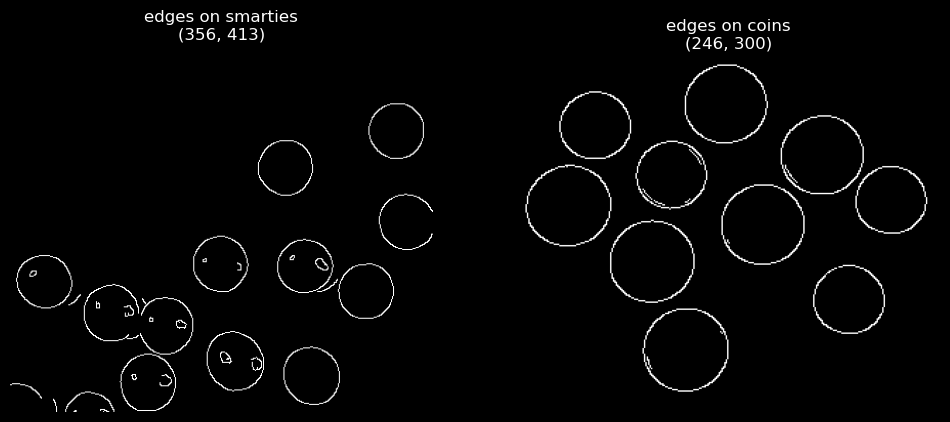 edges on smarties
(356, 413)
edges on coins
(246, 300)